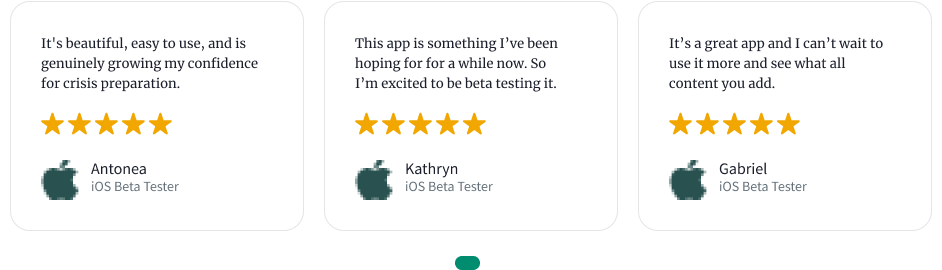 It's beautiful, easy to use, and is
genuinely growing my confidence
for crisis preparation.
Antonea
iOS Beta Tester
This app is something I’ve been
hoping for for a while now. So
I’m excited to be beta testing it.
Kathryn
iOS Beta Tester
It’s a great app and I can’t wait to
use it more and see what all
content you add.
Gabriel
iOS Beta Tester